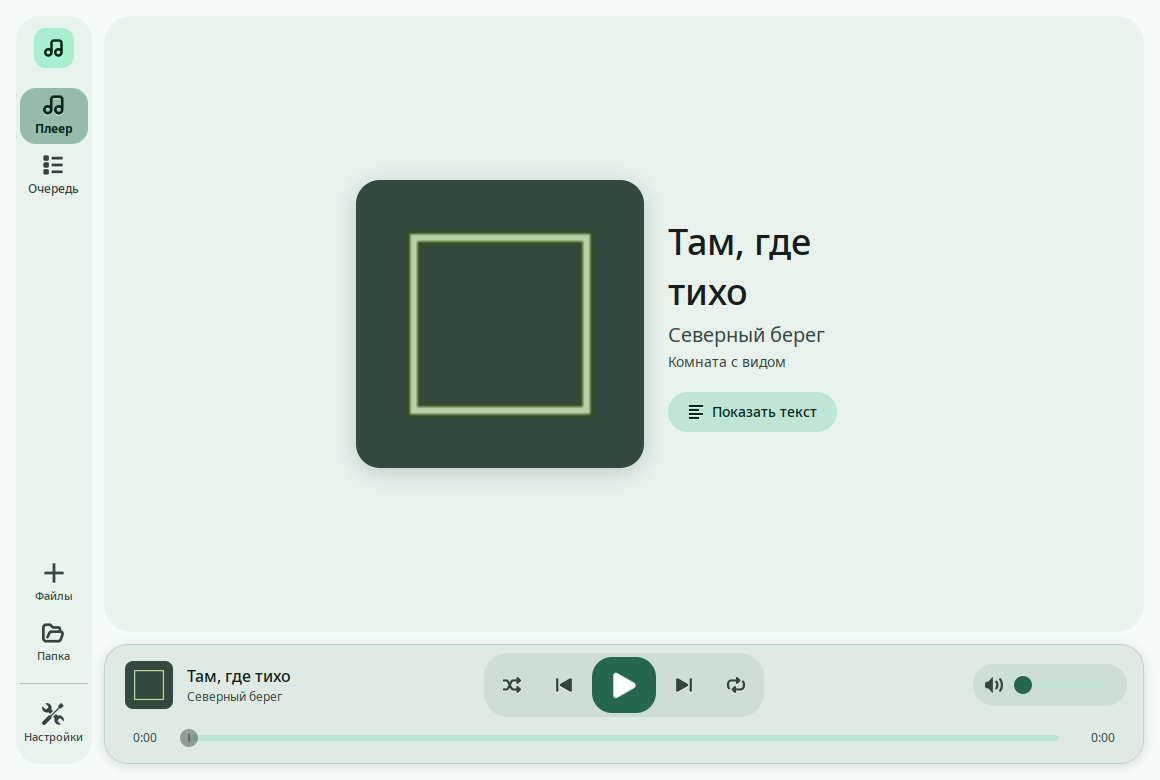 Плеер
Очередь
Файлы
Папка
Настройки
Там, где
тихо
Северный берег
Комната с видом
Показать текст
Там, где тихо
Северный берег
0:00
0:00